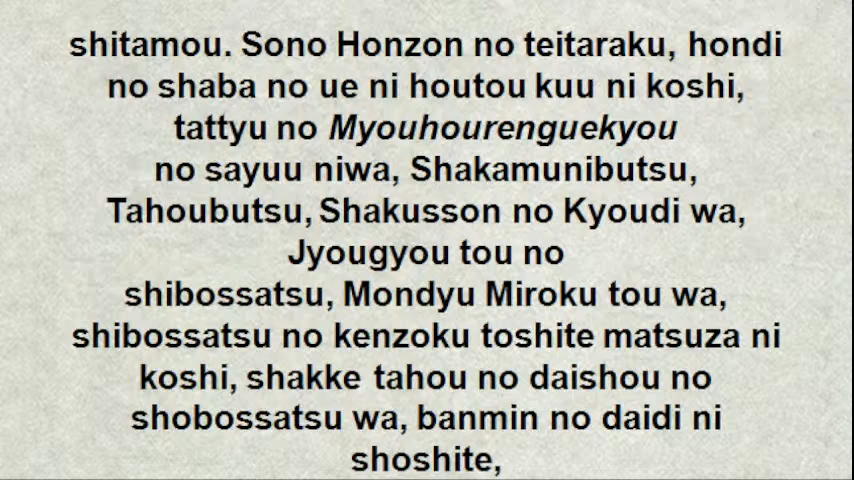 shitamou. Sono Honzon no teitaraku, hondi
no shaba no ue ni houtou kuu ni koshi,
tattyu no Myouhourenguekyou
no sayuu niwa, Shakamunibutsu,
Tahoubutsu, Shakusson no Kyoudi wa,
Jyougyou tou no
shibossatsu, Mondyu Miroku tou wa,
shibossatsu no kenzoku toshite matsuza ni
koshi, shakke tahou no daishou no
shobossatsu wa, banmin no daidi ni
shoshite,